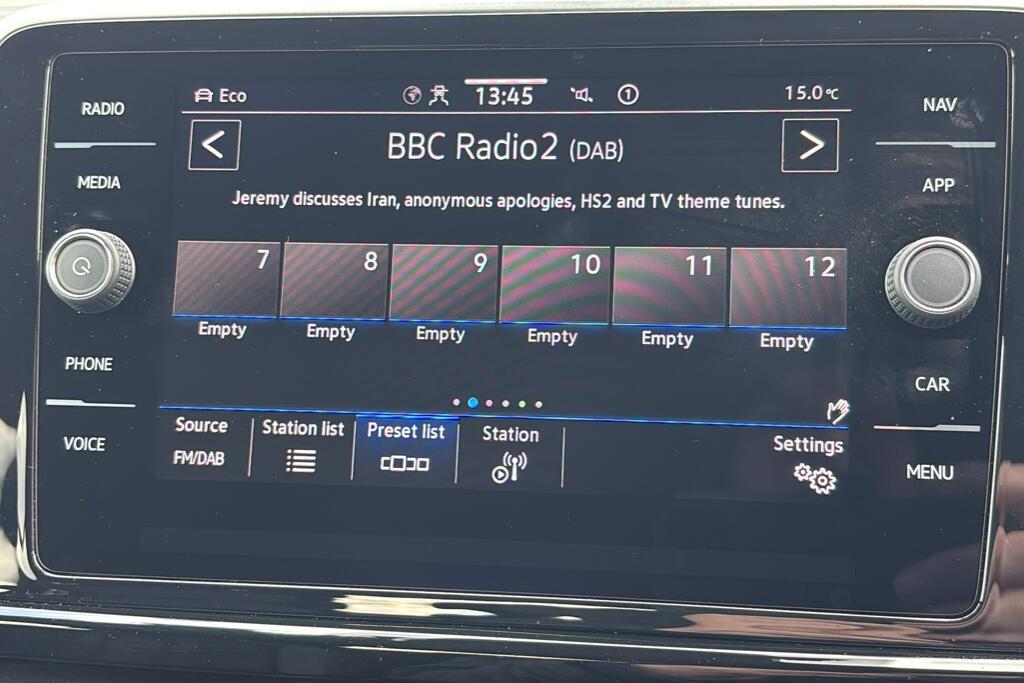 RADIO
MEDIA
PHONE
VOICE
Eco
13:45
1
15.0°C
<
BBC Radio2 (DAB)
>
Jeremy discusses Iran, anonymous apologies, HS2 and TV theme tunes.
7 8 9 10 11 12
Empty Empty Empty Empty Empty Empty
Source
FM/DAB
Station list
Preset list
Station
Settings
NAV
APP
CAR
MENU